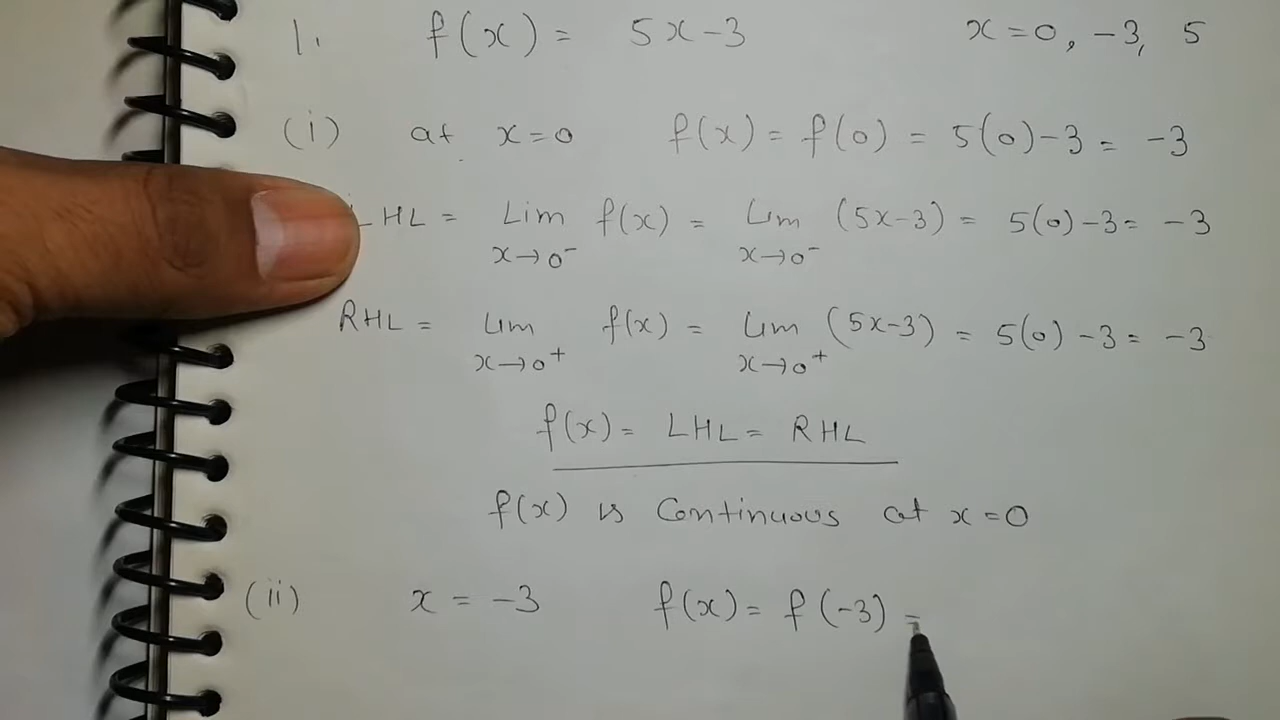 1. f(x) = 5x-3 x=0, -3, 5
(i) at x=0 f(x) = f(0) = 5(0)-3 = -3
LHL = Lim f(x) = Lim (5x-3) = 5(0)-3 = -3
x→0⁻ x→0⁻
RHL = Lim f(x) = Lim (5x-3) = 5(0)-3 = -3
x→0⁺ x→0⁺
f(x) = LHL = RHL
f(x) is Continuous at x=0
(ii) x = -3 f(x) = f(-3) =